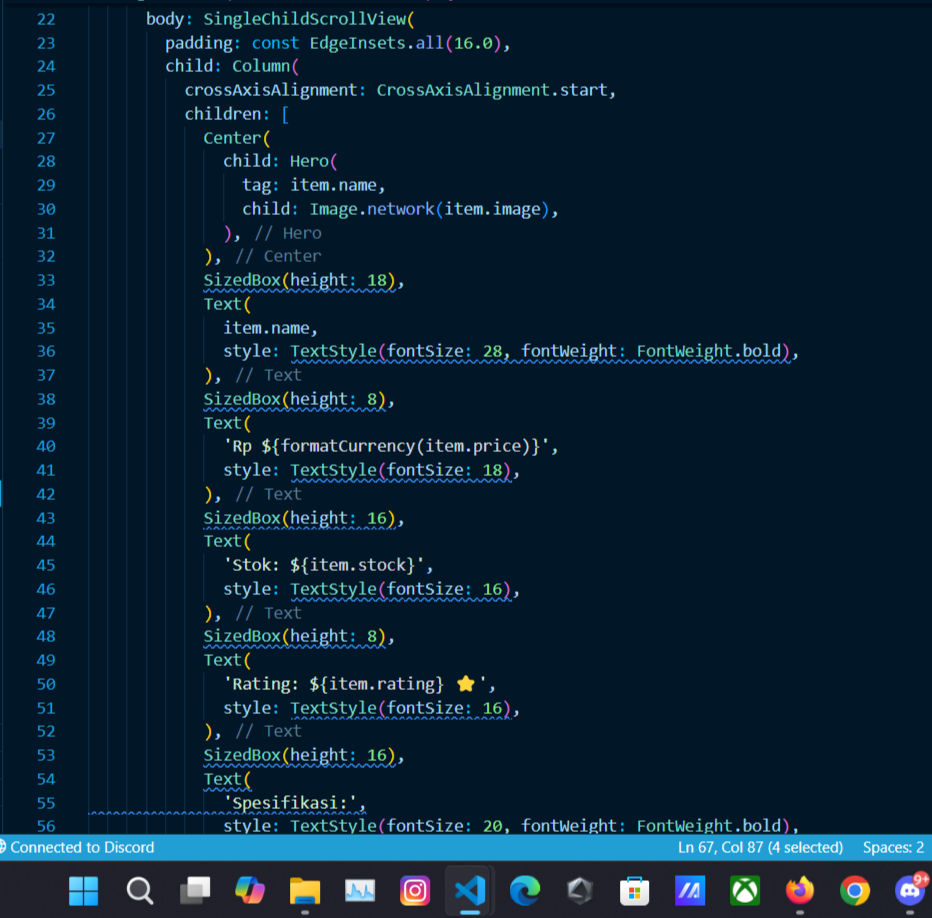 22 body: SingleChildScrollView(
23 padding: const EdgeInsets.all(16.0),
24 child: Column(
25 crossAxisAlignment: CrossAxisAlignment.start,
26 children: [
27 Center(
28 child: Hero(
29 tag: item.name,
30 child: Image.network(item.image),
31 ), // Hero
32 ), // Center
33 SizedBox(height: 18),
34 Text(
35 item.name,
36 style: TextStyle(fontSize: 28, fontWeight: FontWeight.bold),
37 ), // Text
38 SizedBox(height: 8),
39 Text(
40 'Rp ${formatCurrency(item.price)}',
41 style: TextStyle(fontSize: 18),
42 ), // Text
43 SizedBox(height: 16),
44 Text(
45 'Stok: ${item.stock}',
46 style: TextStyle(fontSize: 16),
47 ), // Text
48 SizedBox(height: 8),
49 Text(
50 'Rating: ${item.rating} ⭐',
51 style: TextStyle(fontSize: 16),
52 ), // Text
53 SizedBox(height: 16),
54 Text(
55 'Spesifikasi:',
56 style: TextStyle(fontSize: 20, fontWeight: FontWeight.bold),
Connected to Discord Ln 67, Col 87 (4 selected) Spaces: 2
9+